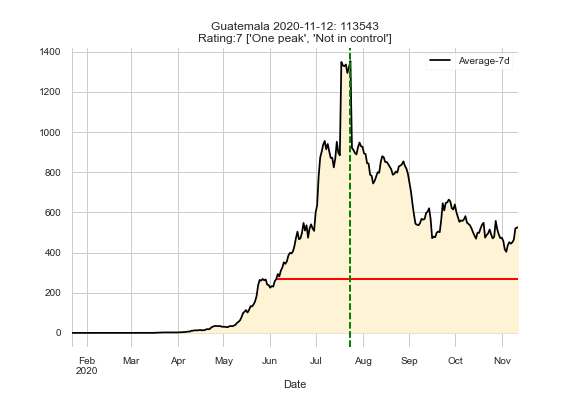 Guatemala 2020-11-12: 113543
Rating:7 ['One peak', 'Not in control']
Average-7d
1400
1200
1000
800
600
400
200
0
Feb Mar Apr May Jun Jul Aug Sep Oct Nov
2020
Date